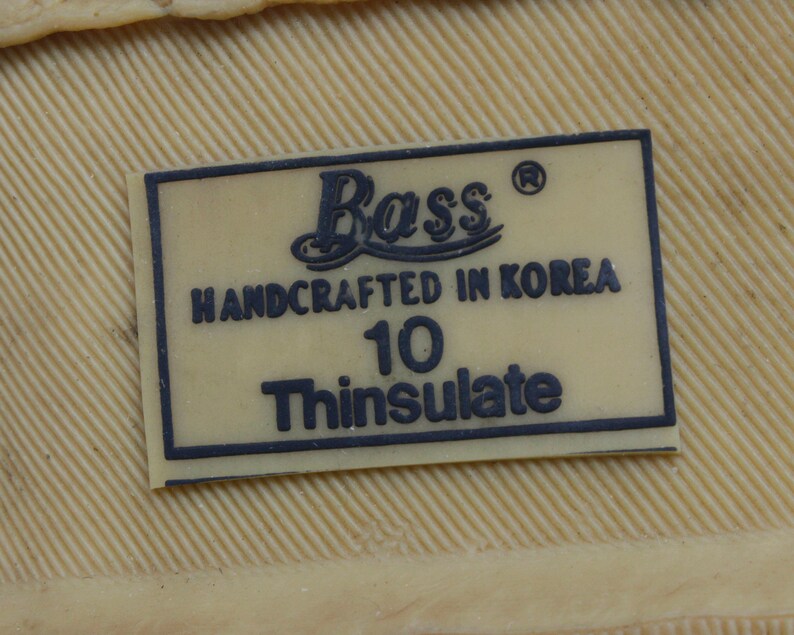 Bass ®
HANDCRAFTED IN KOREA
10
Thinsulate